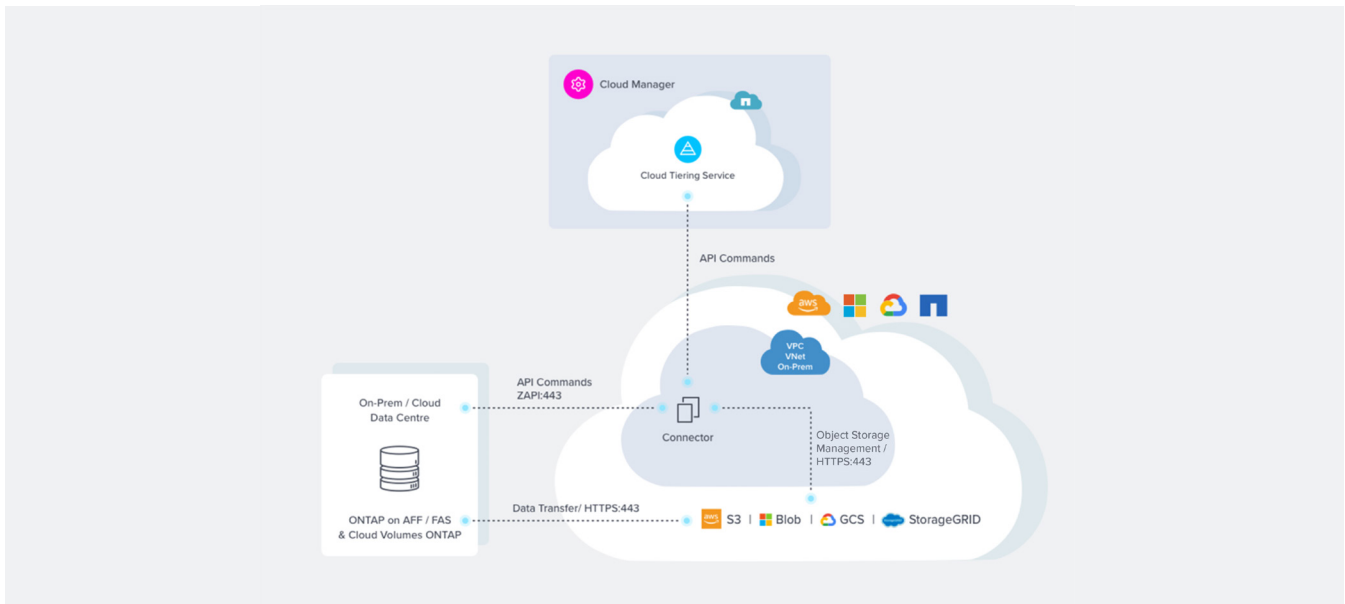 Cloud Manager
Cloud Tiering Service
API Commands
aws
VPC
VNet
On-Prem
API Commands
ZAPI:443
On-Prem / Cloud
Data Centre
Connector
Object Storage
Management /
HTTPS:443
Data Transfer/ HTTPS:443
ONTAP on AFF / FAS
& Cloud Volumes ONTAP
aws S3 | Blob | GCS | StorageGRID